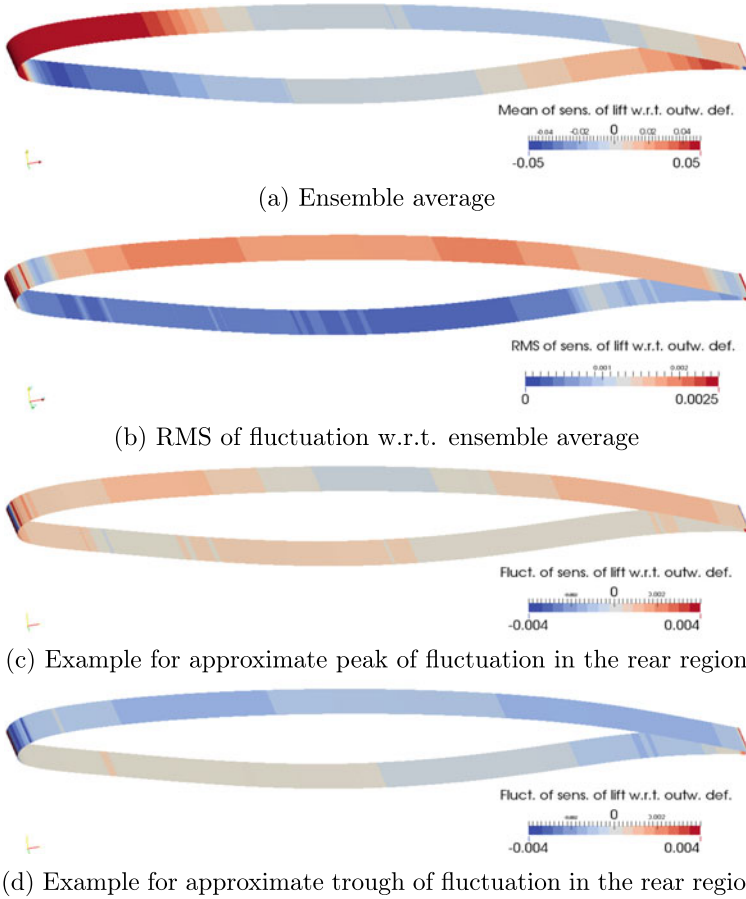 Mean of sens. of lift w.r.t. outw. def.
-0.04 -0.02 0 0.02 0.04
-0.05 0.05
(a) Ensemble average
RMS of sens. of lift w.r.t. outw. def.
0.001 0.002
0 0.0025
(b) RMS of fluctuation w.r.t. ensemble average
Fluct. of sens. of lift w.r.t. outw. def.
0
-0.004 0.004
(c) Example for approximate peak of fluctuation in the rear region
Fluct. of sens. of lift w.r.t. outw. def.
0
-0.004 0.004
(d) Example for approximate trough of fluctuation in the rear regio